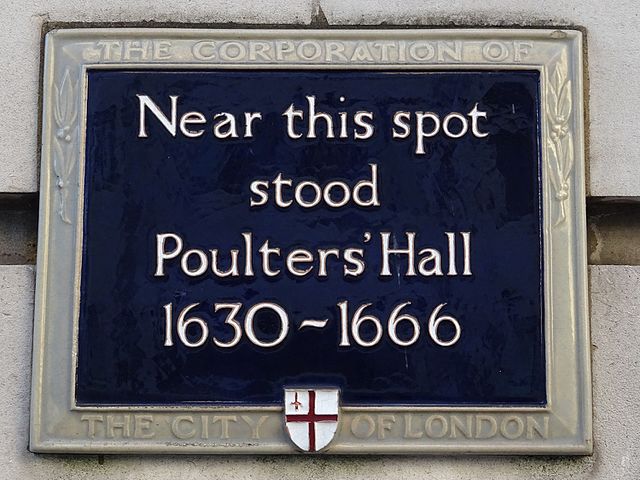 THE CORPORATION OF
Near this spot
stood
Poulters' Hall
1630~1666
THE CITY OF LONDON